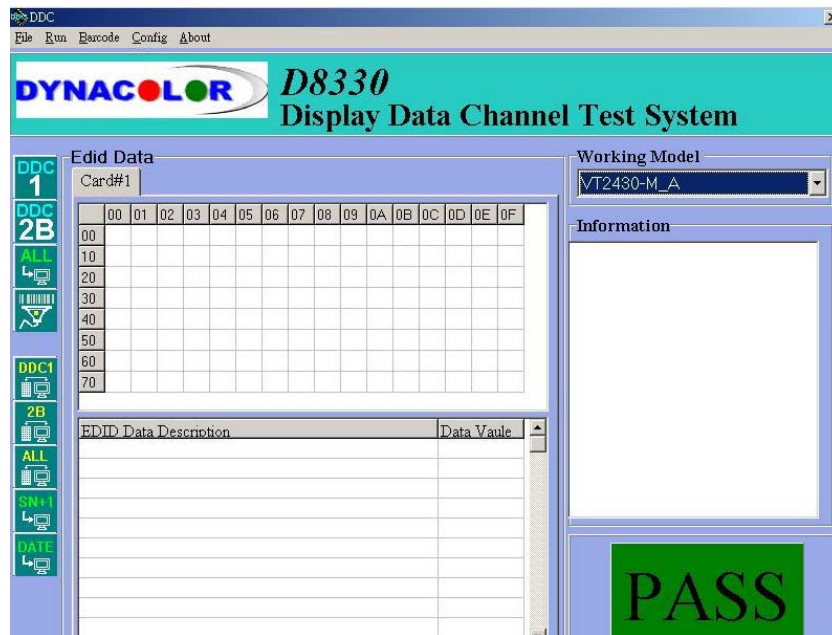 DDC
File Run Barcode Config About
DYNACOLOR
D8330
Display Data Channel Test System
DDC
1
DDC
2B
ALL
DDC1
2B
ALL
SN+1
DATE
Edid Data
Card#1
00 01 02 03 04 05 06 07 08 09 0A 0B 0C 0D 0E 0F
00
10
20
30
40
50
60
70
EDID Data Description Data Vaule
Working Model
VT2430-M_A
Information
PASS